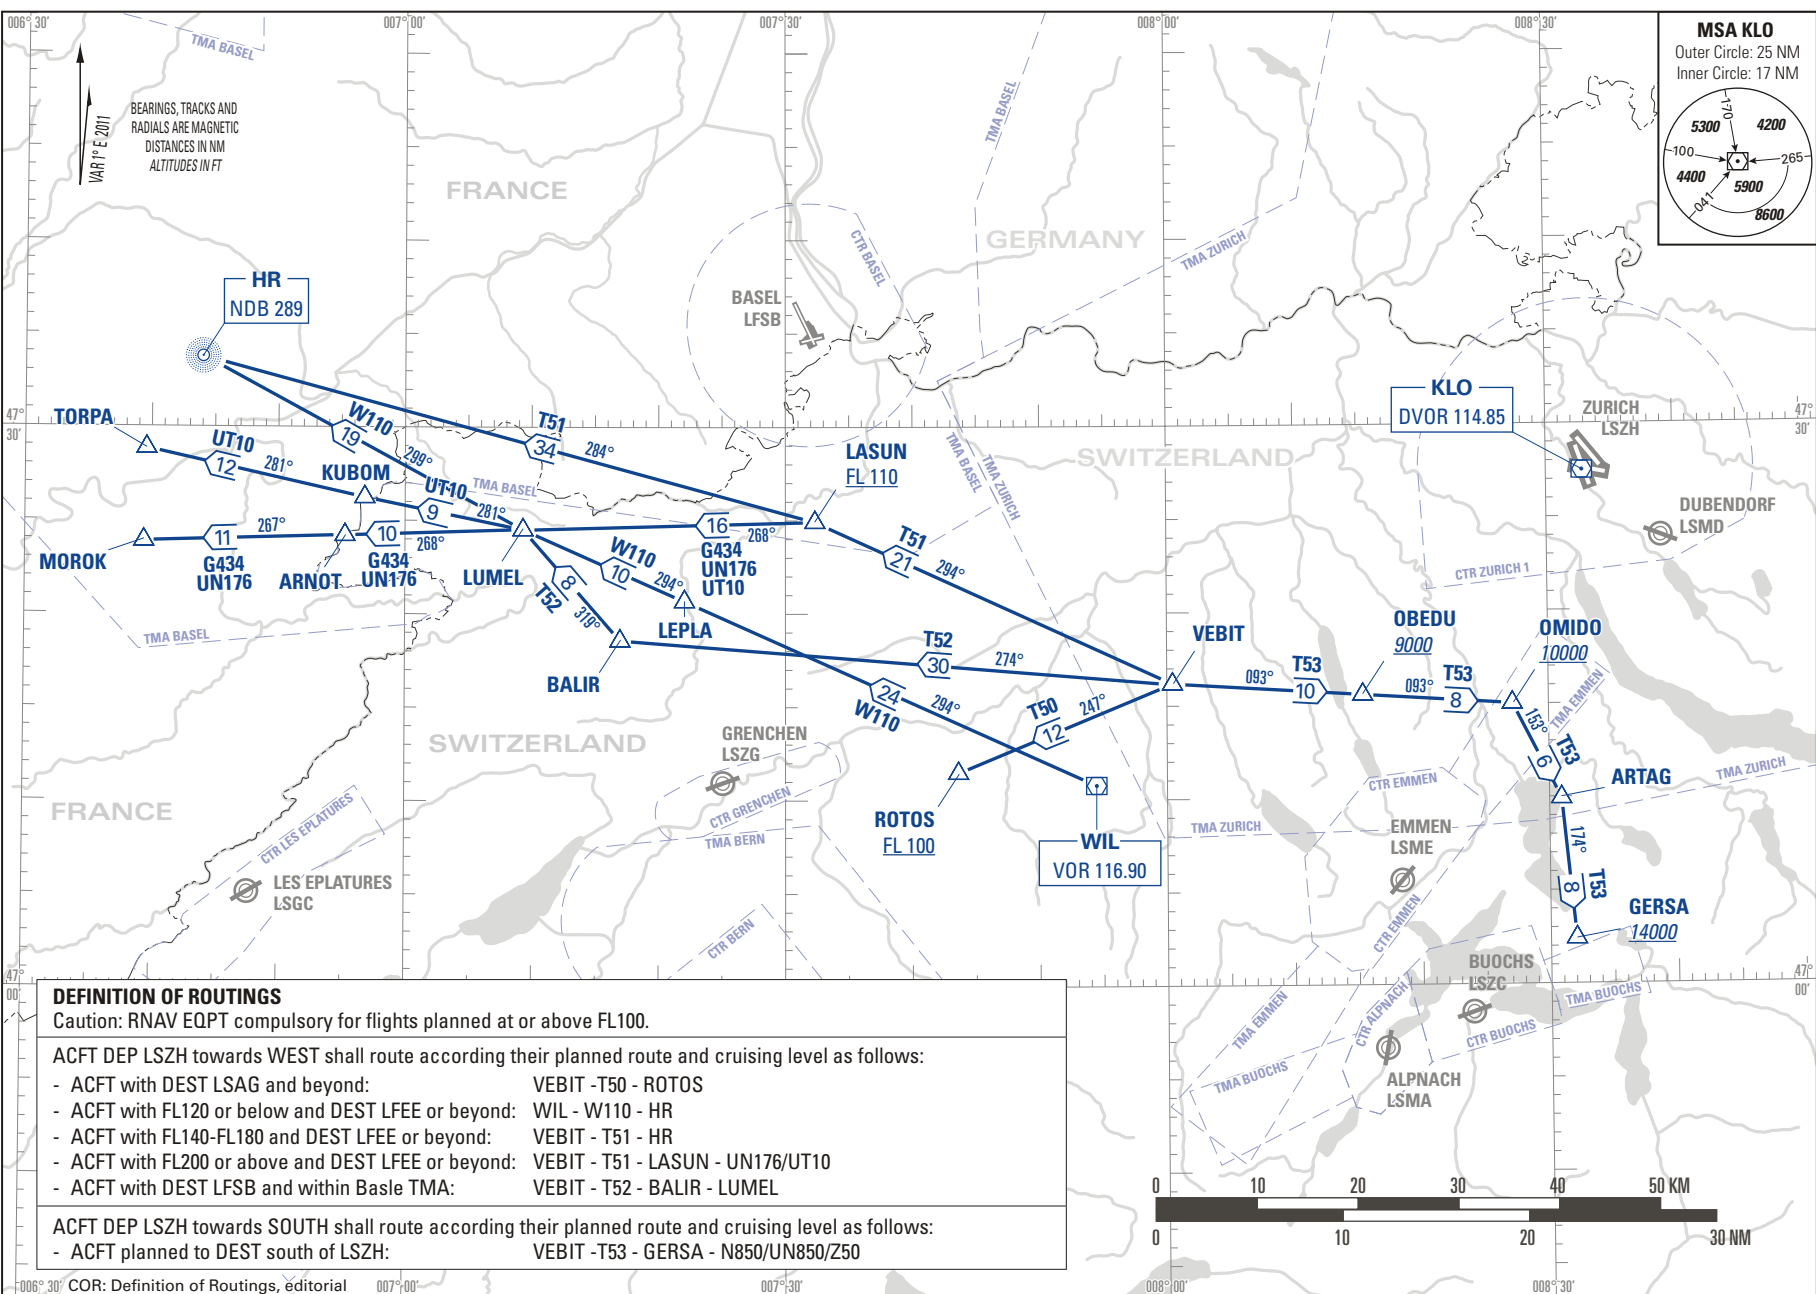 006° 30'
007° 00'
007° 30'
008° 00'
008° 30'
MSA KLO
Outer Circle: 25 NM
Inner Circle: 17 NM
170
5300
4200
100
265
4400
5900
041
8600
VAR 1° E 2011
BEARINGS, TRACKS AND
RADIALS ARE MAGNETIC
DISTANCES IN NM
ALTITUDES IN FT
TMA BASEL
TMA BASEL
FRANCE
GERMANY
CTR BASEL
TMA ZURICH
HR
NDB 289
BASEL
LFSB
KLO
DVOR 114.85
ZURICH
LSZH
47°
30'
47°
30'
TORPA
W110
19
299°
T51
34
284°
UT10
12
281°
KUBOM
UT10
9
281°
TMA BASEL
LASUN
FL 110
TMA BASEL
TMA ZURICH
SWITZERLAND
DUBENDORF
LSMD
MOROK
11
267°
G434
UN176
ARNOT
10
268°
G434
UN176
LUMEL
16
268°
G434
UN176
UT10
W110
10
294°
T52
8
319°
LEPLA
T51
21
294°
CTR ZURICH 1
TMA BASEL
BALIR
T52
30
274°
VEBIT
OBEDU
9000
OMIDO
10000
093°
T53
10
093°
T53
8
TMA EMMEN
153°
T53
6
24
294°
W110
T50
12
247°
SWITZERLAND
GRENCHEN
LSZG
CTR GRENCHEN
TMA BERN
ROTOS
FL 100
WIL
VOR 116.90
CTR EMMEN
ARTAG
TMA ZURICH
TMA ZURICH
EMMEN
LSME
174°
T53
8
FRANCE
CTR LES EPLATURES
LES EPLATURES
LSGC
CTR BERN
CTR EMMEN
GERSA
14000
BUOCHS
LSZC
TMA BUOCHS
CTR BUOCHS
CTR ALPNACH
TMA EMMEN
TMA BUOCHS
ALPNACH
LSMA
47°
00'
47°
00'
DEFINITION OF ROUTINGS
Caution: RNAV EQPT compulsory for flights planned at or above FL100.
ACFT DEP LSZH towards WEST shall route according their planned route and cruising level as follows:
- ACFT with DEST LSAG and beyond: VEBIT -T50 - ROTOS
- ACFT with FL120 or below and DEST LFEE or beyond: WIL - W110 - HR
- ACFT with FL140-FL180 and DEST LFEE or beyond: VEBIT - T51 - HR
- ACFT with FL200 or above and DEST LFEE or beyond: VEBIT - T51 - LASUN - UN176/UT10
- ACFT with DEST LFSB and within Basle TMA: VEBIT - T52 - BALIR - LUMEL
ACFT DEP LSZH towards SOUTH shall route according their planned route and cruising level as follows:
- ACFT planned to DEST south of LSZH: VEBIT -T53 - GERSA - N850/UN850/Z50
0 10 20 30 40 50 KM
0 10 20 30 NM
COR: Definition of Routings, editorial
006° 30'
007° 00'
007° 30'
008° 00'
008° 30'